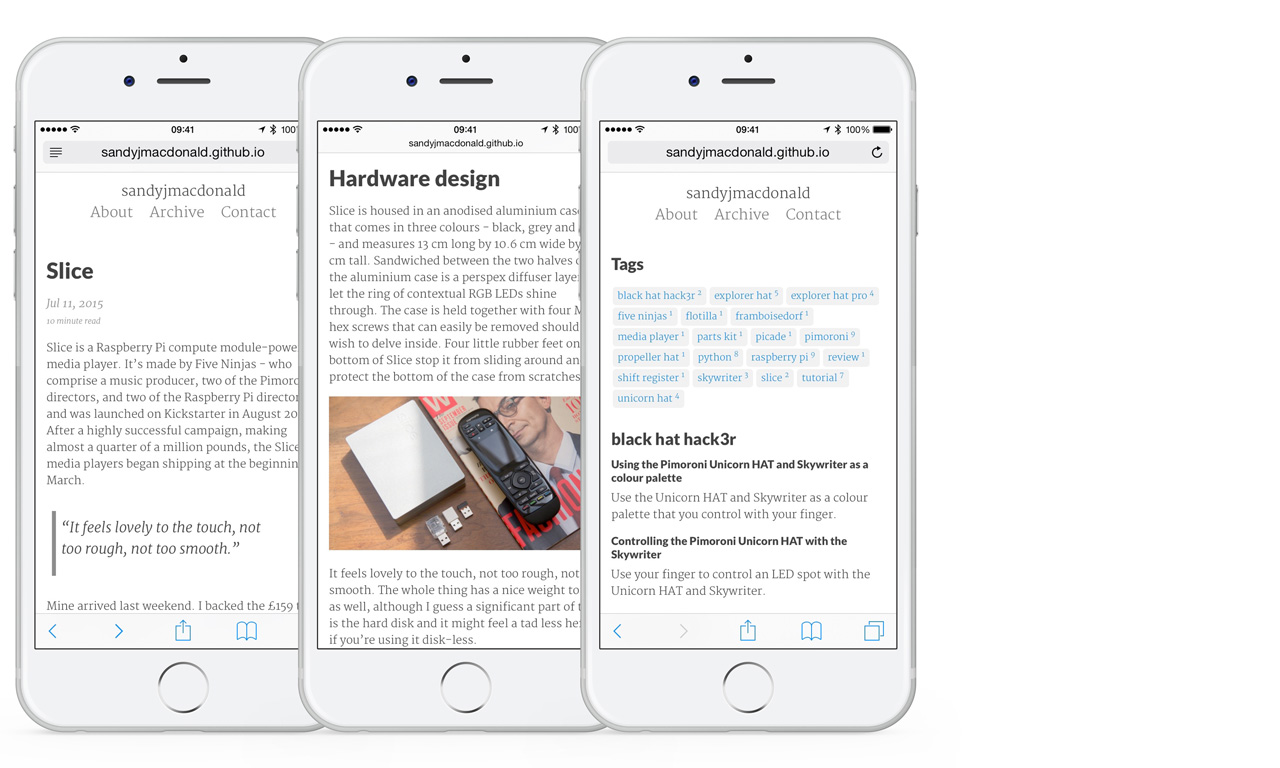 09:41
100
sandyjmacdonald.github.io
sandyjmacdonald
About Archive Contact
Slice
Jul 11, 2015
10 minute read
Slice is a Raspberry Pi compute module-powe
media player. It's made by Five Ninjas – who
comprise a music producer, two of the Pimoro
directors, and two of the Raspberry Pi director
and was launched on Kickstarter in August 20
After a highly successful campaign, making
almost a quarter of a million pounds, the Slice
media players began shipping at the beginnin
March.
“It feels lovely to the touch, not
too rough, not too smooth.”
Mine arrived last weekend. I backed the £159 t
09:41
100
sandyjmacdonald.github.io
Hardware design
Slice is housed in an anodised aluminium case
that comes in three colours – black, grey and
– and measures 13 cm long by 10.6 cm wide by
cm tall. Sandwiched between the two halves o
the aluminium case is a perspex diffuser layer
let the ring of contextual RGB LEDs shine
through. The case is held together with four M
hex screws that can easily be removed should
wish to delve inside. Four little rubber feet on
bottom of Slice stop it from sliding around an
protect the bottom of the case from scratches
FASHION
It feels lovely to the touch, not too rough, not
smooth. The whole thing has a nice weight to
as well, although I guess a significant part of t
is the hard disk and it might feel a tad less he
if you're using it disk-less.
09:41
100%
sandyjmacdonald.github.io
sandyjmacdonald
About Archive Contact
Tags
black hat hack3r 2 explorer hat 5 explorer hat pro 4
five ninjas 1 flotilla 1 framboisedorf 1
media player 1 parts kit 1 picade 1 pimoroni 9
propeller hat 1 python 8 raspberry pi 9 review 1
shift register 1 skywriter 3 slice 2 tutorial 7
unicorn hat 4
black hat hack3r
Using the Pimoroni Unicorn HAT and Skywriter as a
colour palette
Use the Unicorn HAT and Skywriter as a colour
palette that you control with your finger.
Controlling the Pimoroni Unicorn HAT with the
Skywriter
Use your finger to control an LED spot with the
Unicorn HAT and Skywriter.